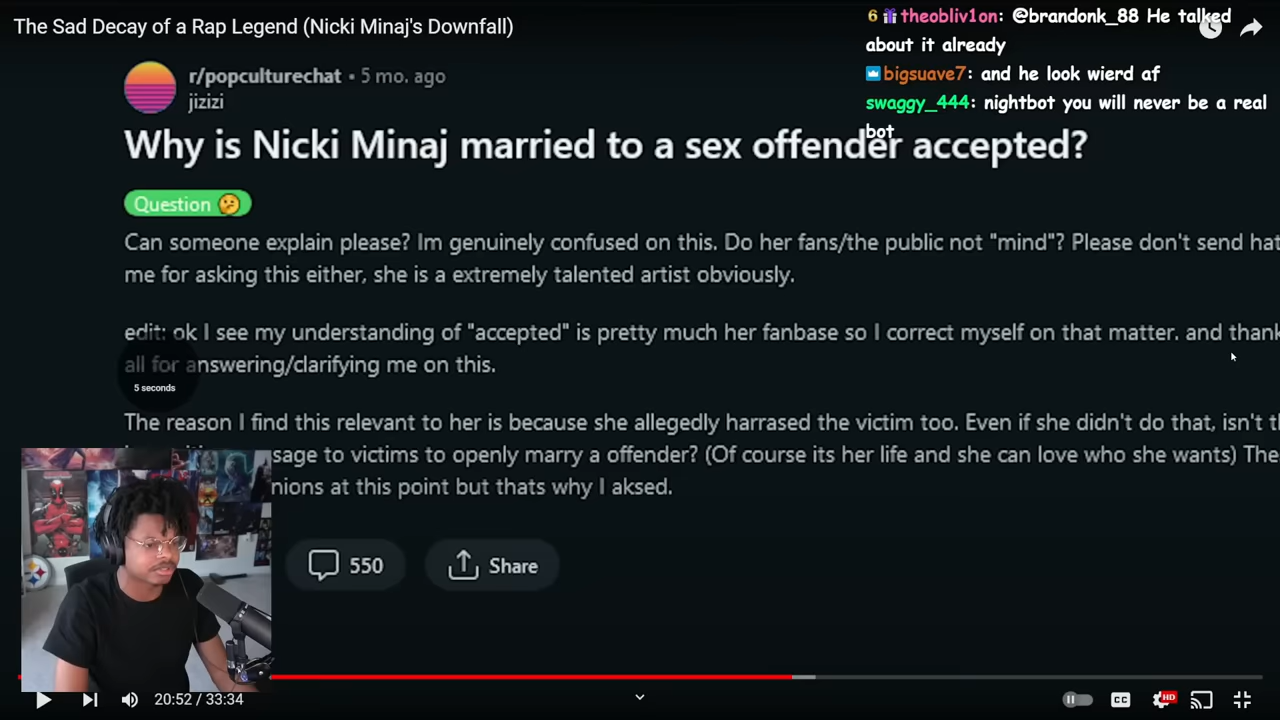 The Sad Decay of a Rap Legend (Nicki Minaj's Downfall)
6 theobliv1on: @brandonk_88 He talked
about it already
bigsuave7: and he look wierd af
swaggy_444: nightbot you will never be a real
bot
r/popculturechat • 5 mo. ago
jizizi
Why is Nicki Minaj married to a sex offender accepted?
Question 🤔
Can someone explain please? Im genuinely confused on this. Do her fans/the public not "mind"? Please don't send hat
me for asking this either, she is a extremely talented artist obviously.
edit: ok I see my understanding of "accepted" is pretty much her fanbase so I correct myself on that matter. and thank
all for answering/clarifying me on this.
5 seconds
The reason I find this relevant to her is because she allegedly harrased the victim too. Even if she didn't do that, isn't th
sage to victims to openly marry a offender? (Of course its her life and she can love who she wants) The
nions at this point but thats why I aksed.
550
Share
20:52 / 33:34
CC
HD